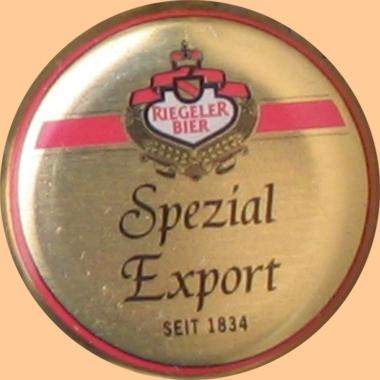 RIEGELER
BIER
Spezial
Export
SEIT 1834